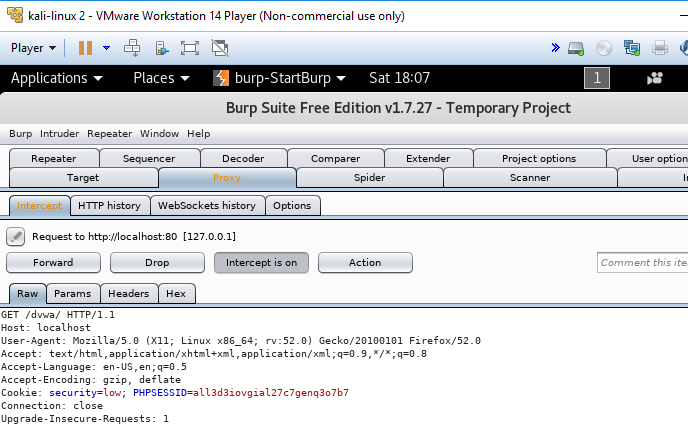 kali-linux 2 - VMware Workstation 14 Player (Non-commercial use only)
Player
Applications Places burp-StartBurp Sat 18:07 1
Burp Suite Free Edition v1.7.27 - Temporary Project
Burp Intruder Repeater Window Help
Repeater Sequencer Decoder Comparer Extender Project options User option
Target Proxy Spider Scanner In
Intercept HTTP history WebSockets history Options
Request to http://localhost:80 [127.0.0.1]
Forward Drop Intercept is on Action Comment this ite
Raw Params Headers Hex
GET /dvwa/ HTTP/1.1
Host: localhost
User-Agent: Mozilla/5.0 (X11; Linux x86_64; rv:52.0) Gecko/20100101 Firefox/52.0
Accept: text/html,application/xhtml+xml,application/xml;q=0.9,*/*;q=0.8
Accept-Language: en-US,en;q=0.5
Accept-Encoding: gzip, deflate
Cookie: security=low; PHPSESSID=all3d3iovgial27c7genq3o7b7
Connection: close
Upgrade-Insecure-Requests: 1